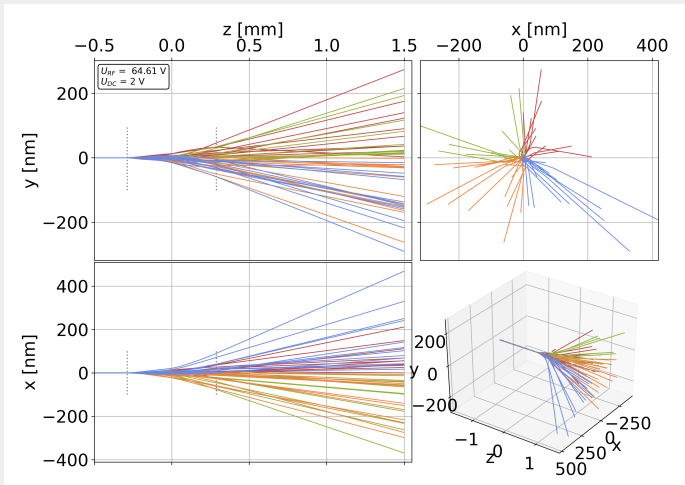 z [mm]
−0.5 0.0 0.5 1.0 1.5
x [nm]
−200 0 200 400
U_RF = 64.61 V
U_DC = 2 V
y [nm]
200
0
−200
x [nm]
400
200
0
−200
−400
y
200
0
−200
−1
0
1
z
−250
0
250
500
x